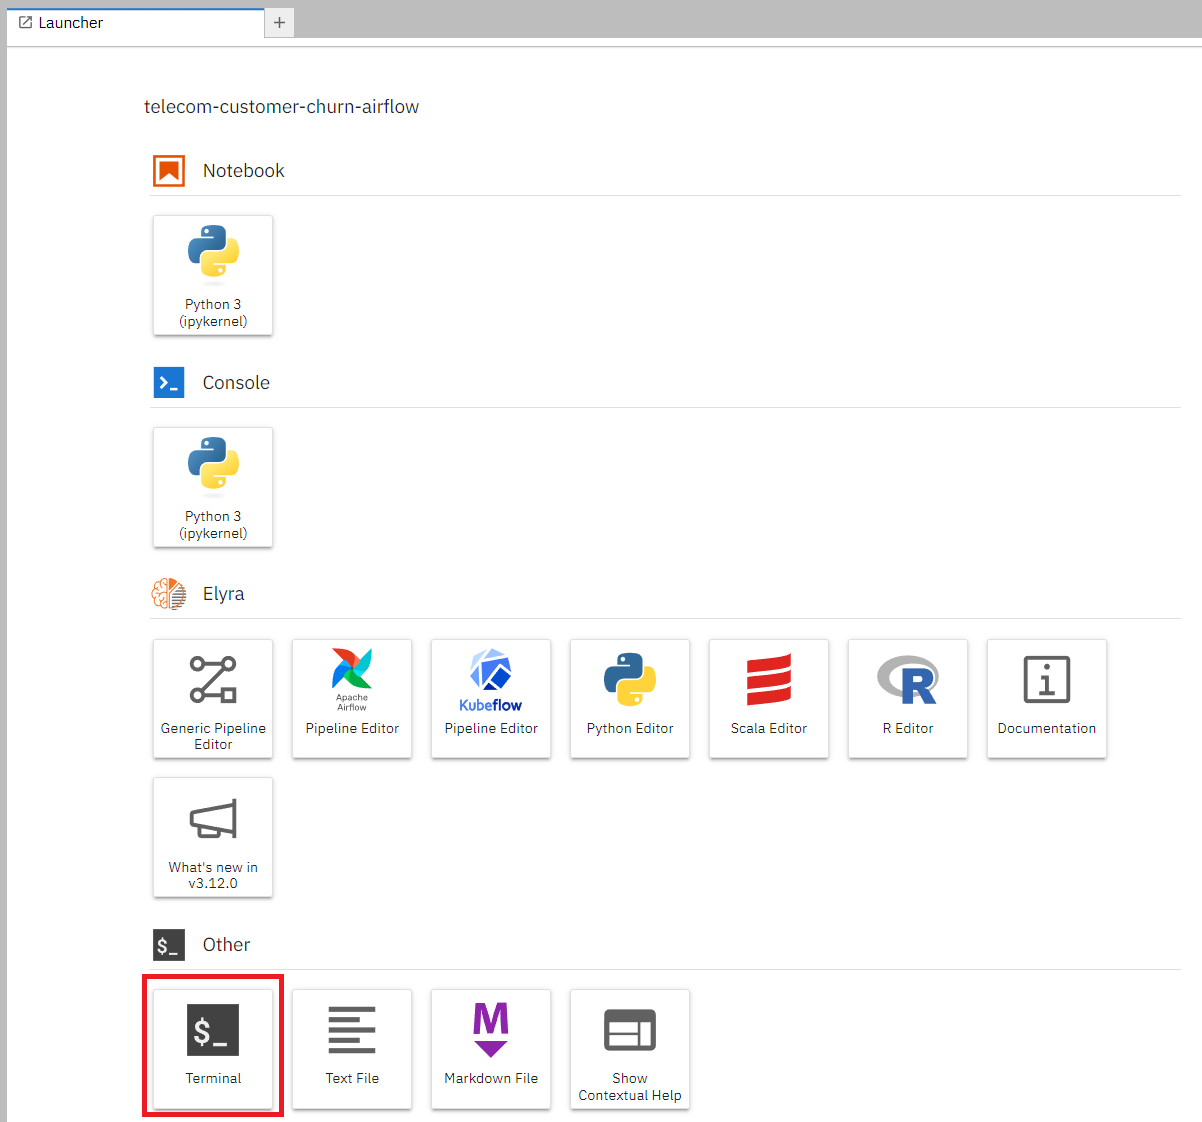 Launcher
+
telecom-customer-churn-airflow
Notebook
Python 3
(ipykernel)
Console
Python 3
(ipykernel)
Elyra
Generic Pipeline
Editor
Apache
Airflow
Pipeline Editor
Kubeflow
Pipeline Editor
Python Editor
Scala Editor
R
R Editor
i
Documentation
What's new in
v3.12.0
$_
Other
$_
Terminal
Text File
M
Markdown File
Show
Contextual Help